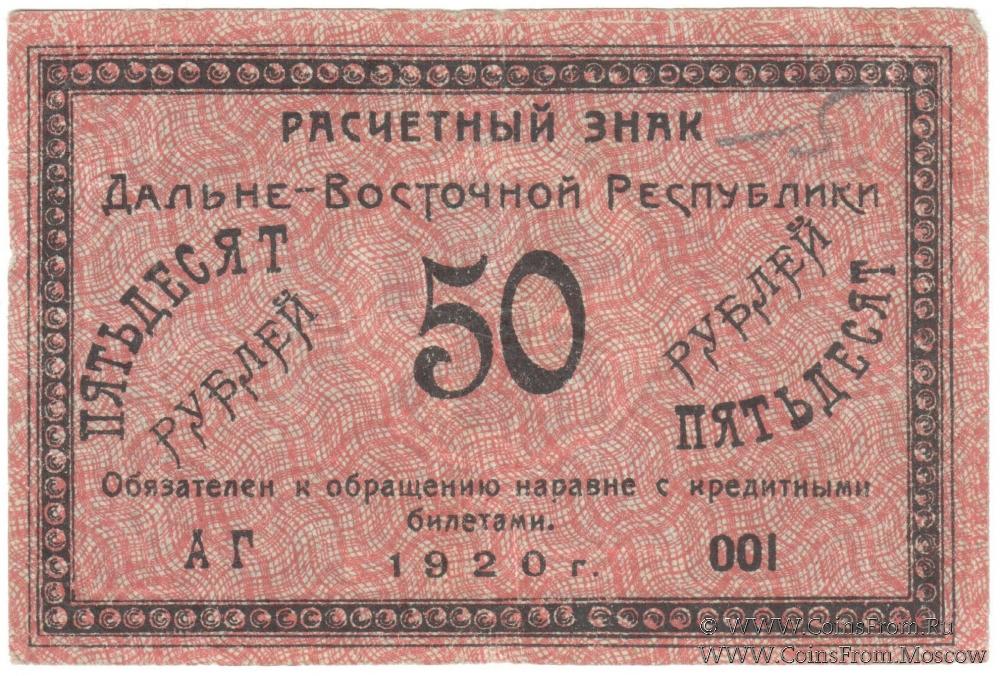 РАСЧЕТНЫЙ ЗНАК
ДАЛЬНЕ-ВОСТОЧНОЙ РЕСПУБЛИКИ
ПЯТЬДЕСЯТ
РУБЛЕЙ
50
РУБЛЕЙ
ПЯТЬДЕСЯТ
Обязателен к обращению наравне с кредитными
билетами.
АГ
1920 г.
001
© WWW.CoinsFrom.Ru
WWW.CoinsFrom.Moscow